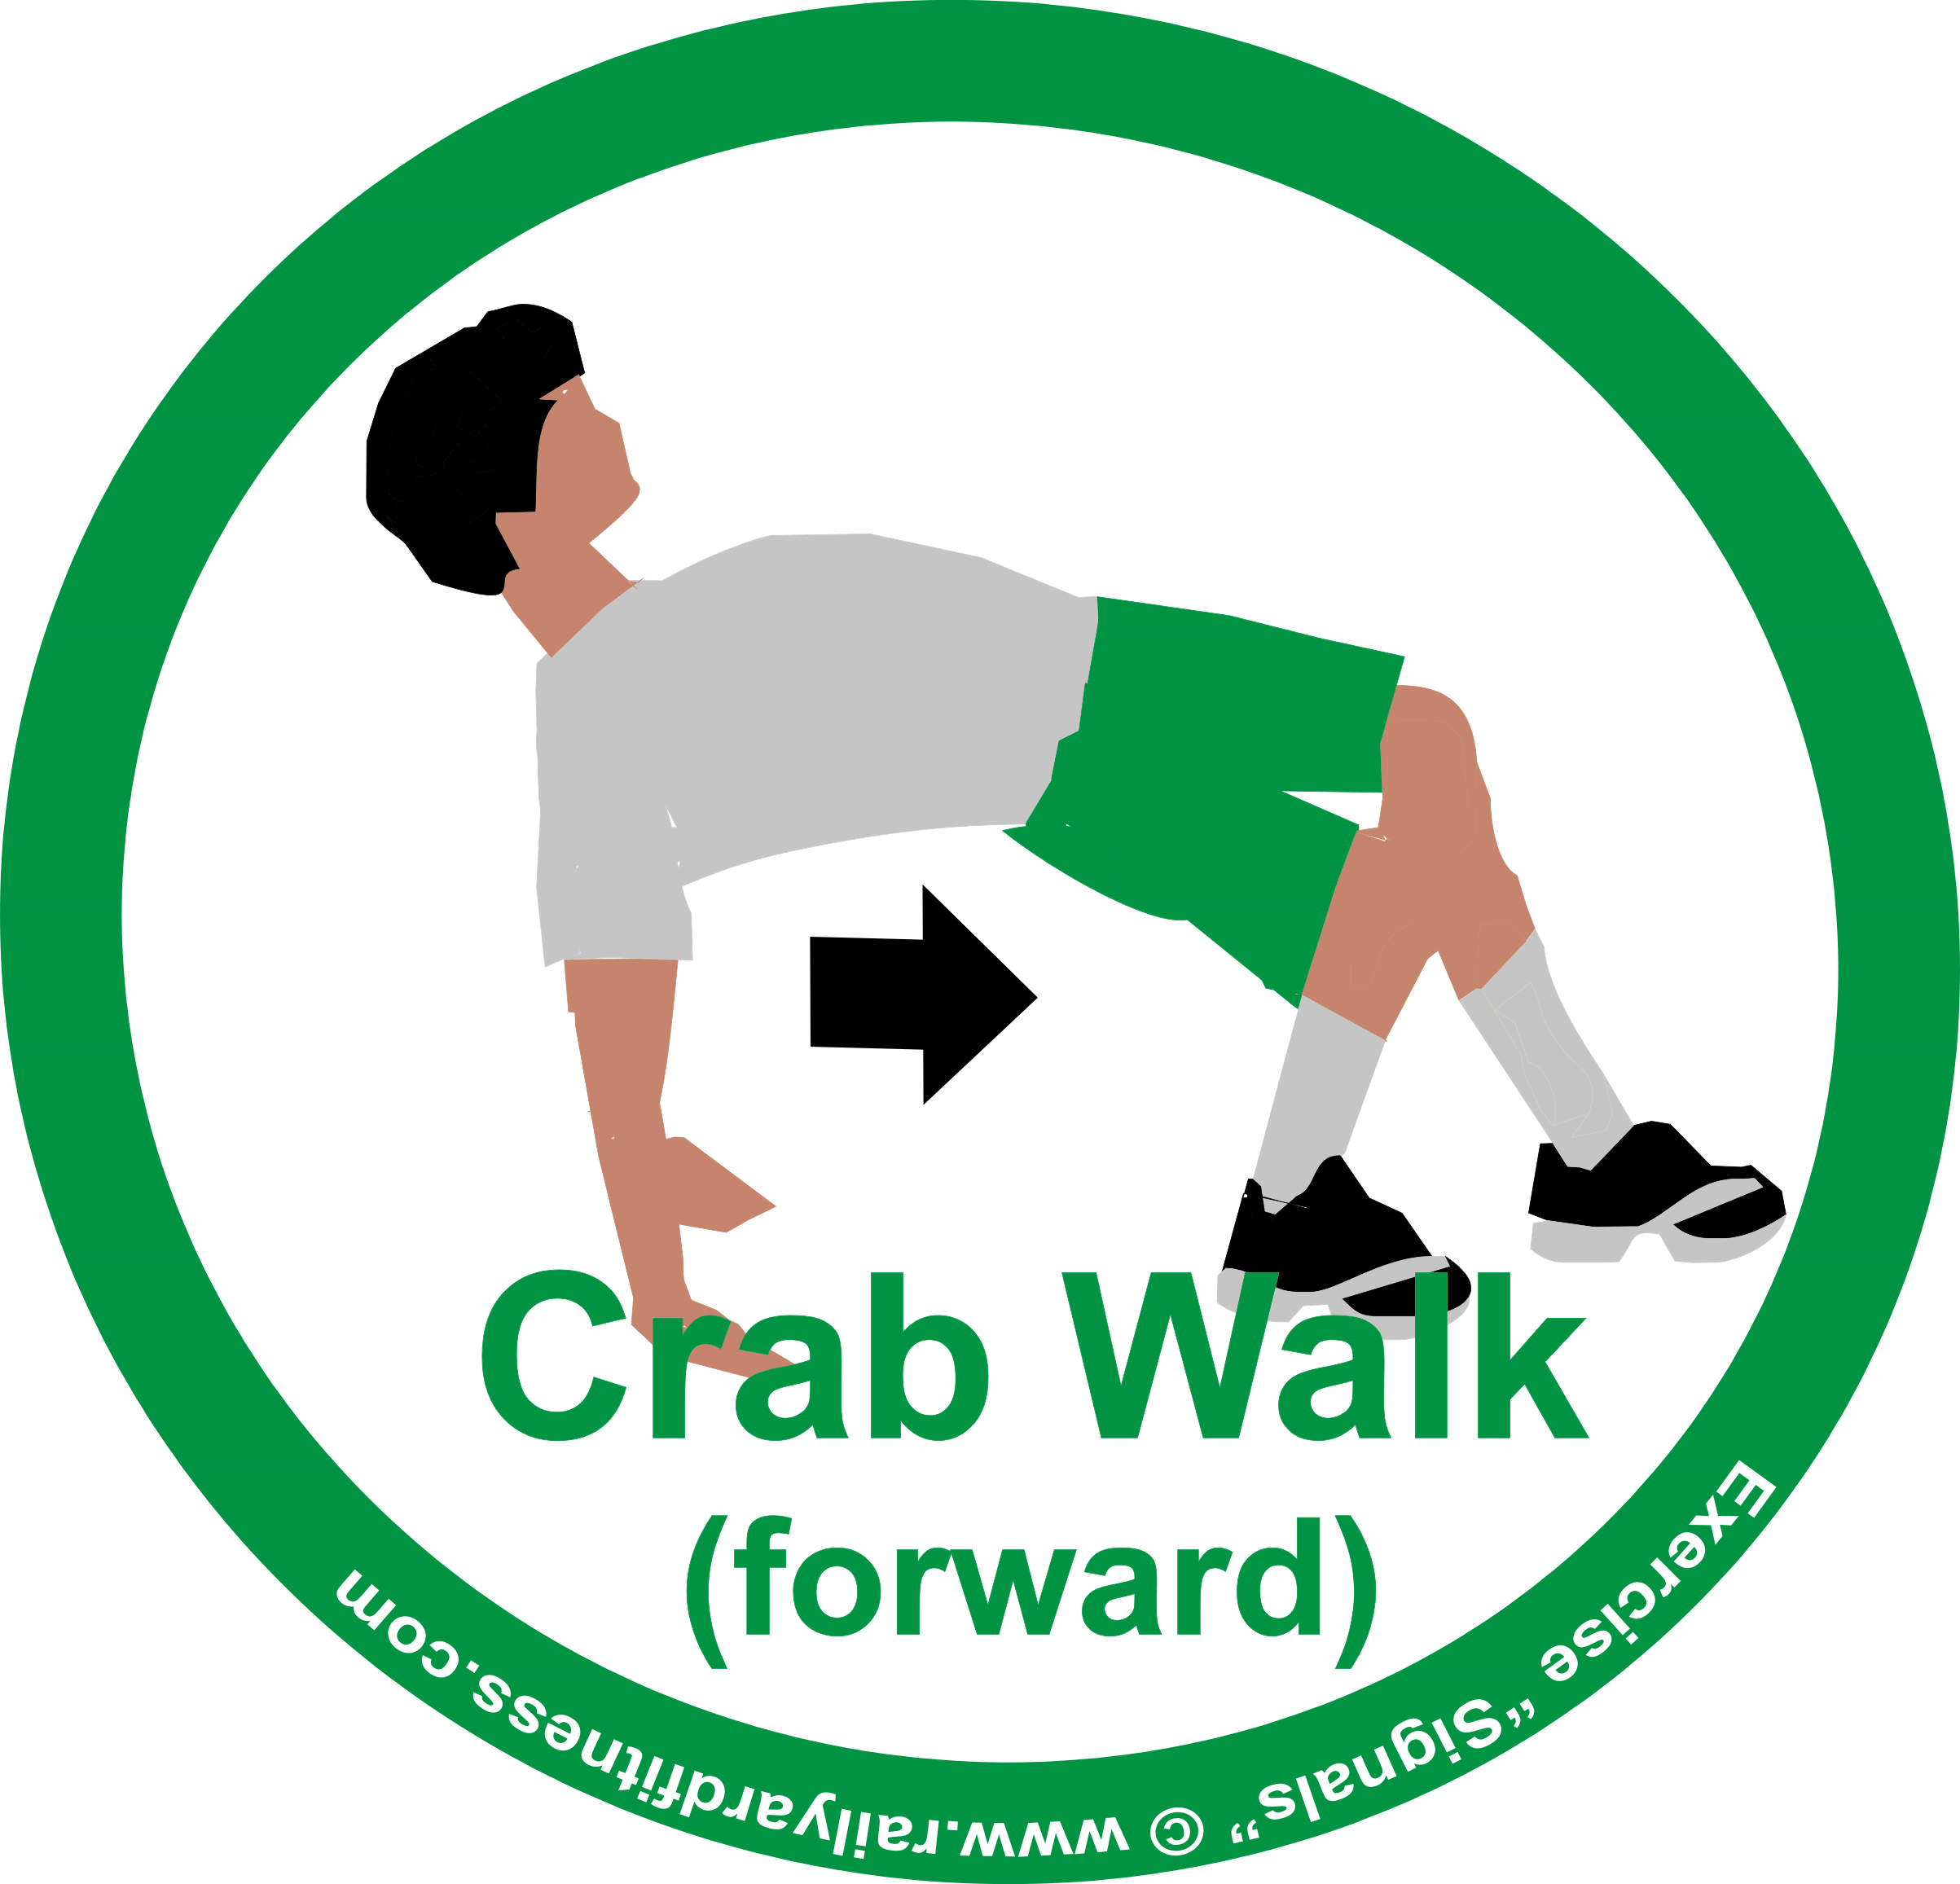 Crab Walk
(forward)
Exercise "Signals" © www.railyardfitness.com